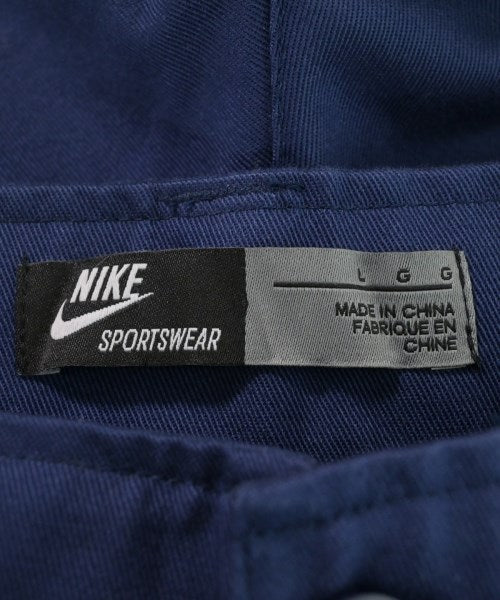 NIKE
SPORTSWEAR
L G G
MADE IN CHINA
FABRIQUE EN
CHINE